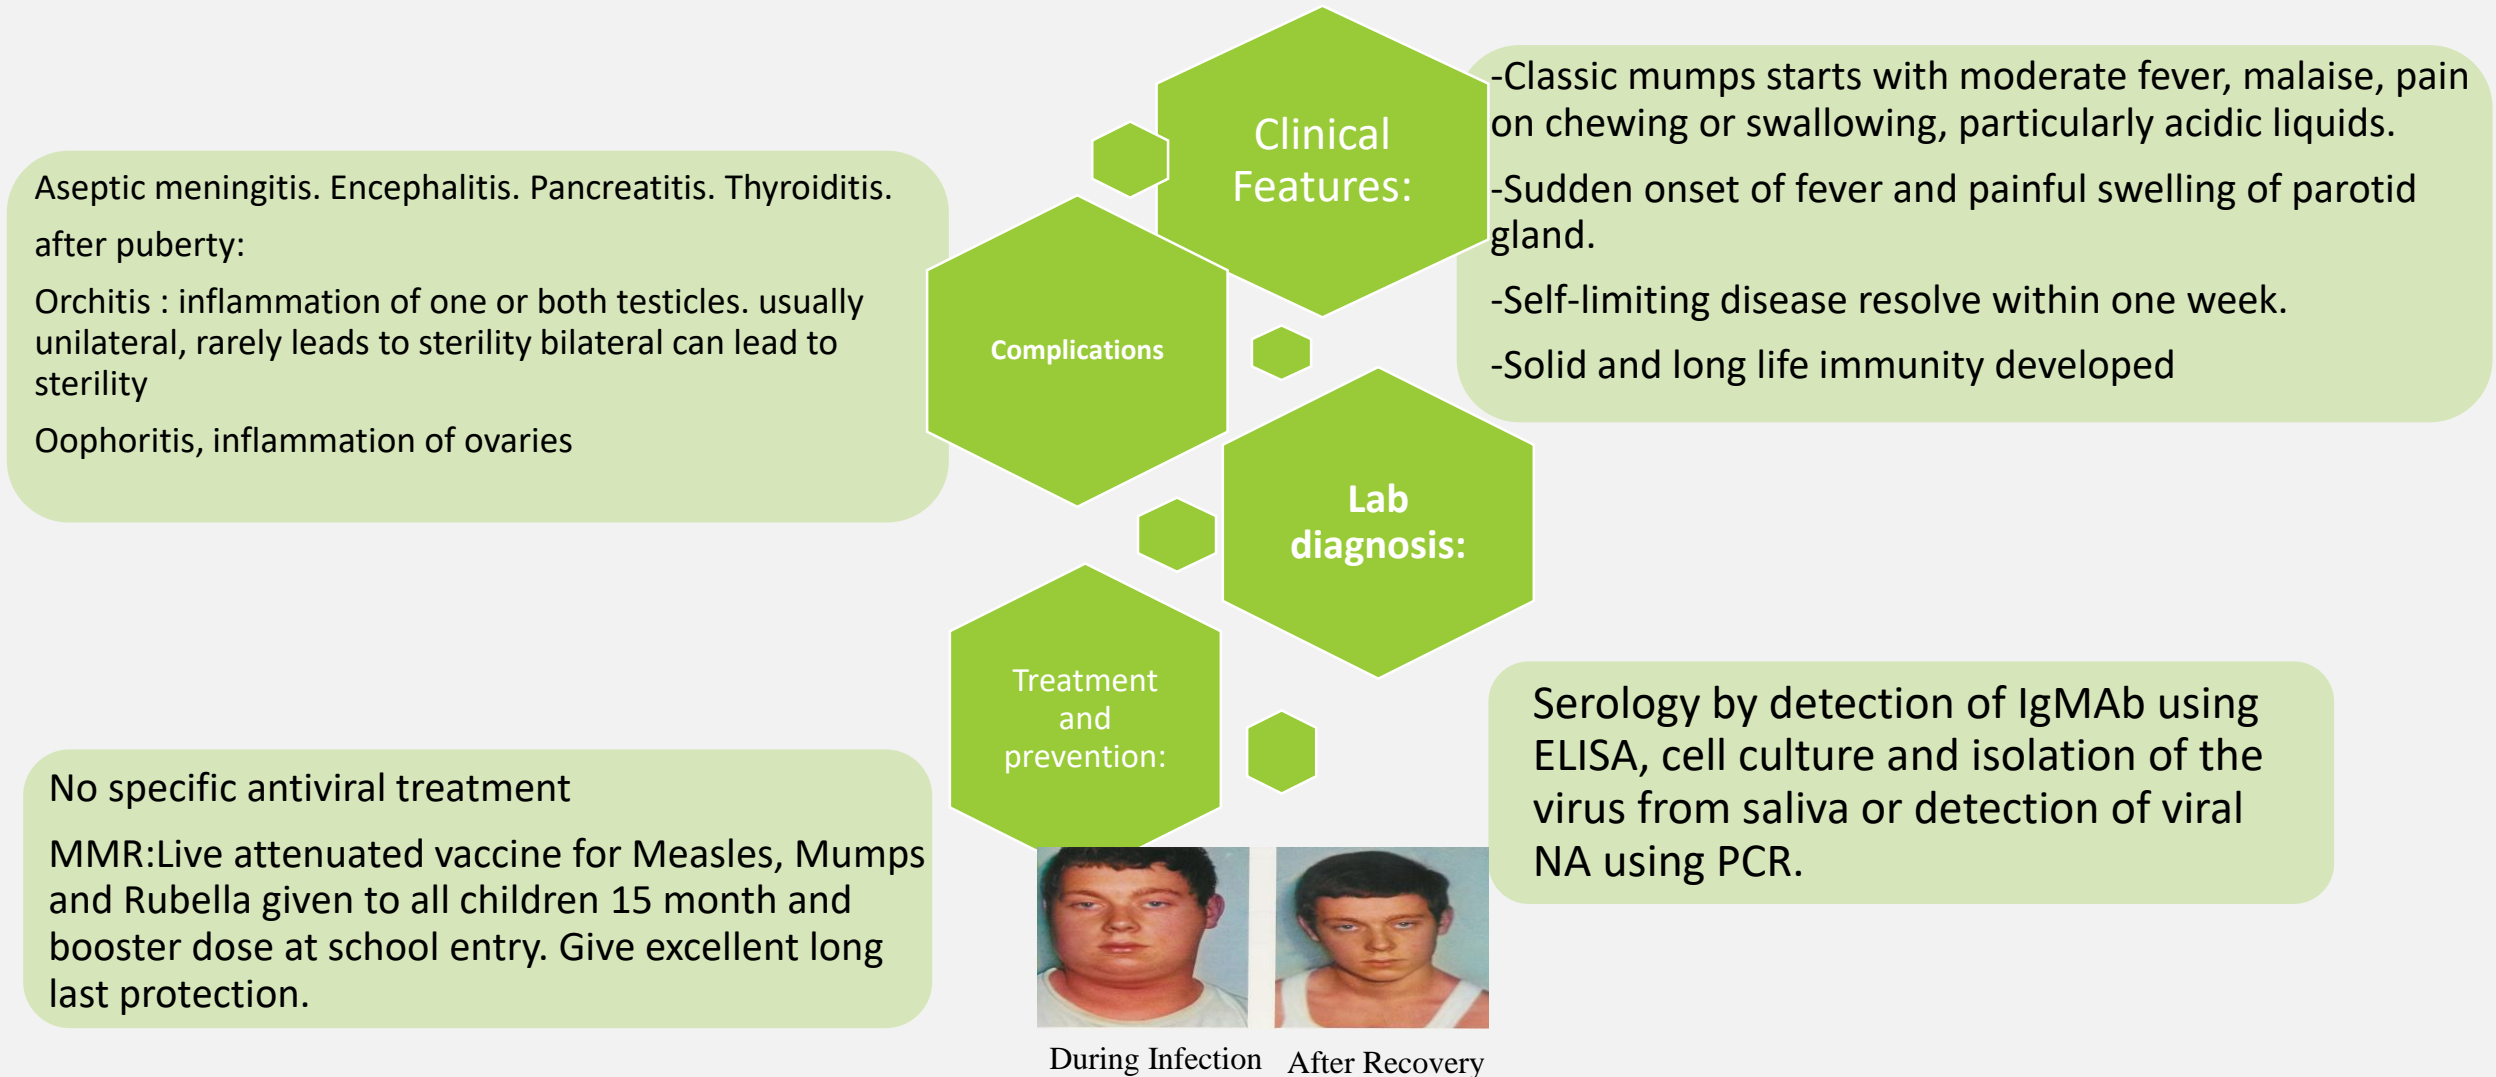 Clinical
Features:
-Classic mumps starts with moderate fever, malaise, pain
on chewing or swallowing, particularly acidic liquids.
-Sudden onset of fever and painful swelling of parotid
gland.
-Self-limiting disease resolve within one week.
-Solid and long life immunity developed
Complications
Aseptic meningitis. Encephalitis. Pancreatitis. Thyroiditis.
after puberty:
Orchitis : inflammation of one or both testicles. usually
unilateral, rarely leads to sterility bilateral can lead to
sterility
Oophoritis, inflammation of ovaries
Lab
diagnosis:
Serology by detection of IgMAb using
ELISA, cell culture and isolation of the
virus from saliva or detection of viral
NA using PCR.
Treatment
and
prevention:
No specific antiviral treatment
MMR:Live attenuated vaccine for Measles, Mumps
and Rubella given to all children 15 month and
booster dose at school entry. Give excellent long
last protection.
During Infection
After Recovery